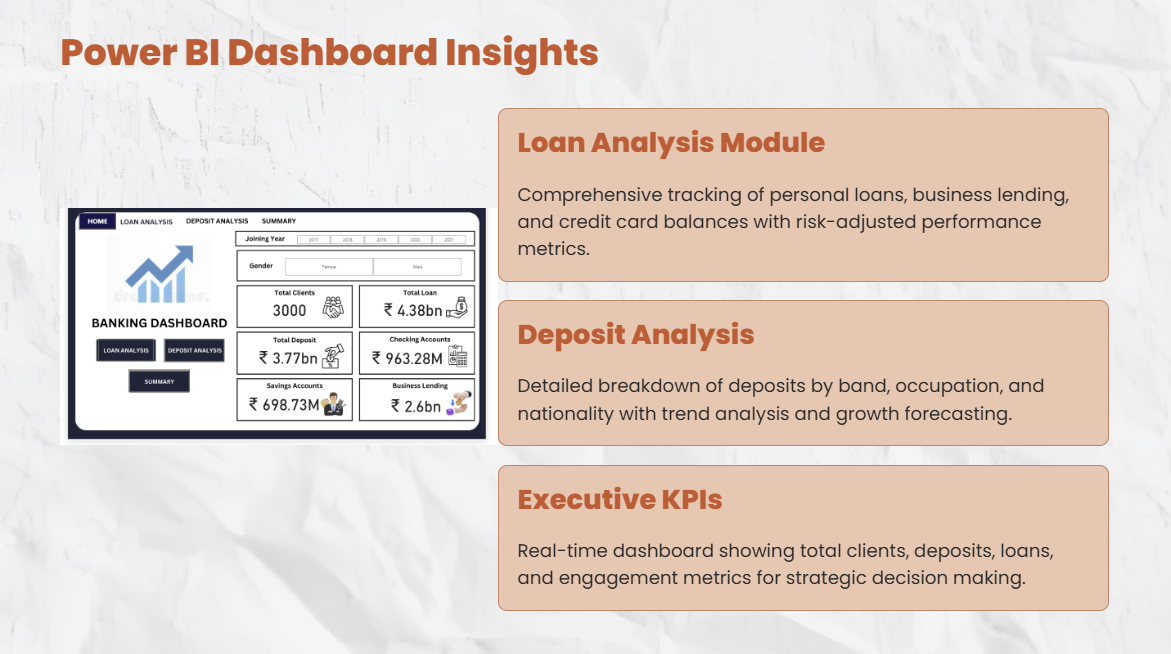 Power BI Dashboard Insights
HOME LOAN ANALYSIS DEPOSIT ANALYSIS SUMMARY
Joining Year 2017 2018 2019 2020 2021
Gender Female Male
BANKING DASHBOARD
LOAN ANALYSIS DEPOSIT ANALYSIS
SUMMARY
Total Clients
3000
Total Loan
₹ 4.38bn
Total Deposit
₹ 3.77bn
Checking Accounts
₹ 963.28M
Savings Accounts
₹ 698.73M
Business Lending
₹ 2.6bn
Loan Analysis Module
Comprehensive tracking of personal loans, business lending,
and credit card balances with risk-adjusted performance
metrics.
Deposit Analysis
Detailed breakdown of deposits by band, occupation, and
nationality with trend analysis and growth forecasting.
Executive KPIs
Real-time dashboard showing total clients, deposits, loans,
and engagement metrics for strategic decision making.